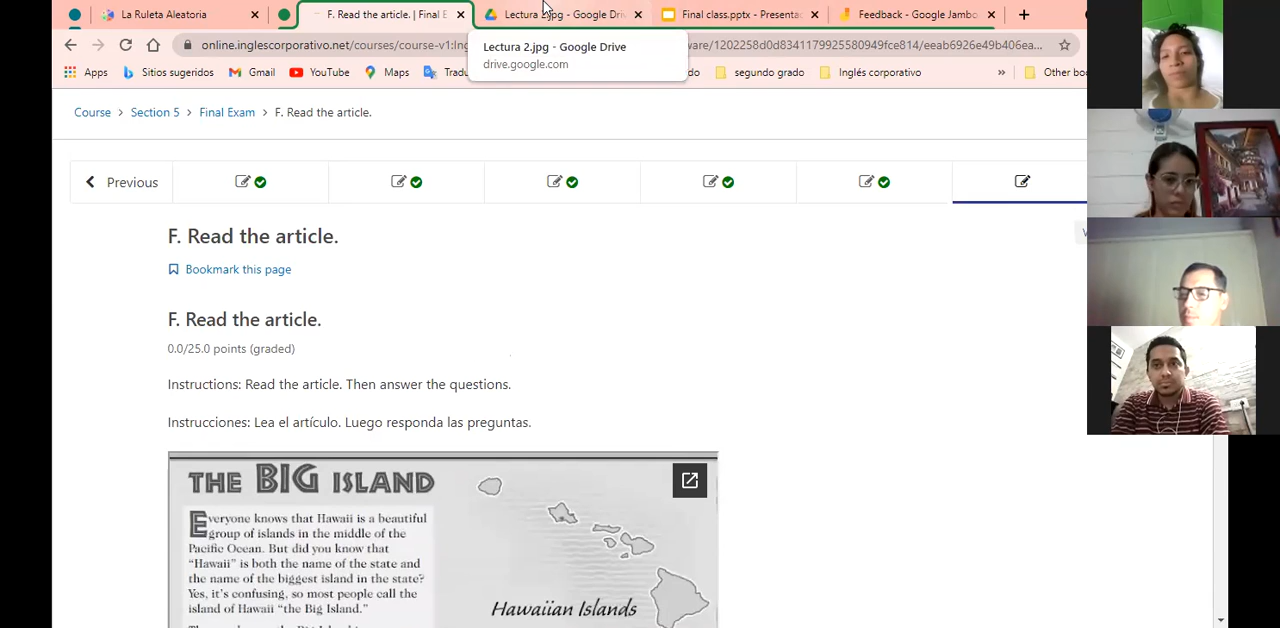 La Ruleta Aleatoria
F. Read the article. | Final E
Lectura 2.jpg - Google Dri
Final class.pptx - Presenta
Feedback - Google Jambo
online.inglescorporativo.net/courses/course-v1:Ing
ware/1202258d0d8341179925580949fce814/eeab6926e49b406ea...
Lectura 2.jpg - Google Drive
drive.google.com
Apps
Sitios sugeridos
Gmail
YouTube
Maps
Tradu
do
segundo grado
Inglés corporativo
»
Other boo
Course > Section 5 > Final Exam > F. Read the article.
Previous
F. Read the article.
Bookmark this page
F. Read the article.
0.0/25.0 points (graded)
Instructions: Read the article. Then answer the questions.
Instrucciones: Lea el artículo. Luego responda las preguntas.
THE BIG ISLAND
Everyone knows that Hawaii is a beautiful
group of islands in the middle of the
Pacific Ocean. But did you know that
"Hawaii" is both the name of the state and
the name of the biggest island in the state?
Yes, it's confusing, so most people call the
island of Hawaii "the Big Island."
Hawaiian Islands